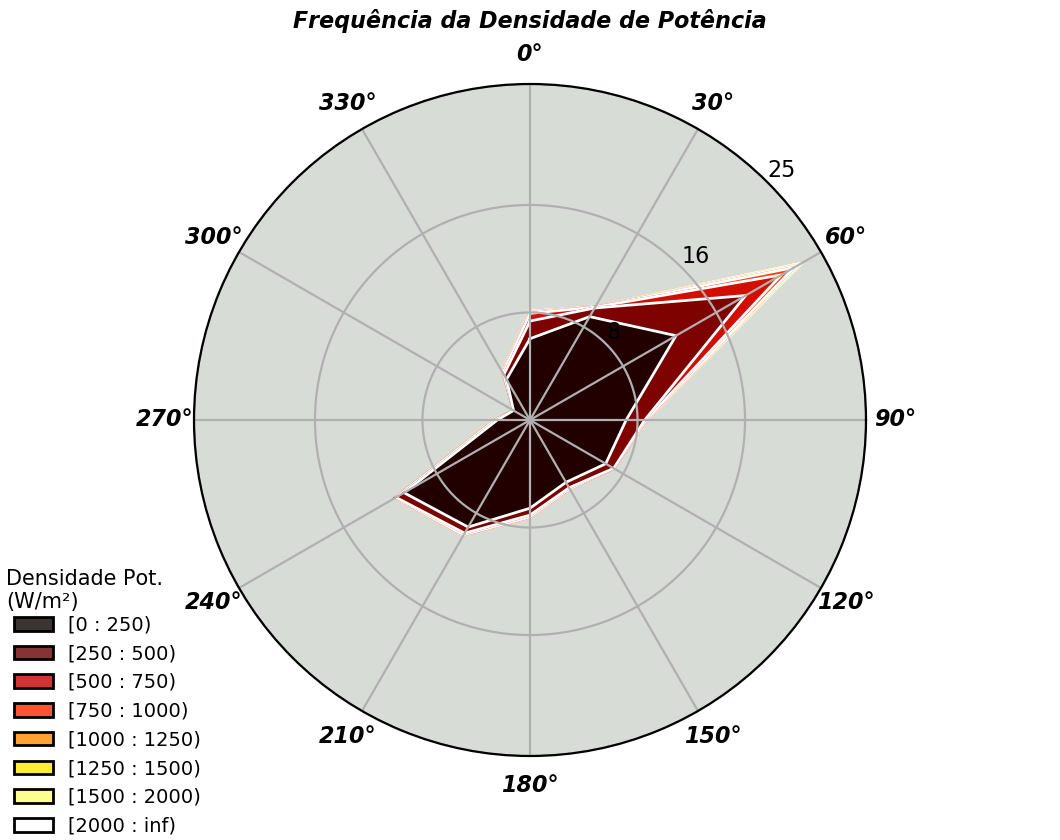 Frequência da Densidade de Potência
0°
330°
30°
25
300°
60°
16
8
270°
90°
240°
120°
210°
150°
180°
Densidade Pot.
(W/m²)
[0 : 250)
[250 : 500)
[500 : 750)
[750 : 1000)
[1000 : 1250)
[1250 : 1500)
[1500 : 2000)
[2000 : inf)